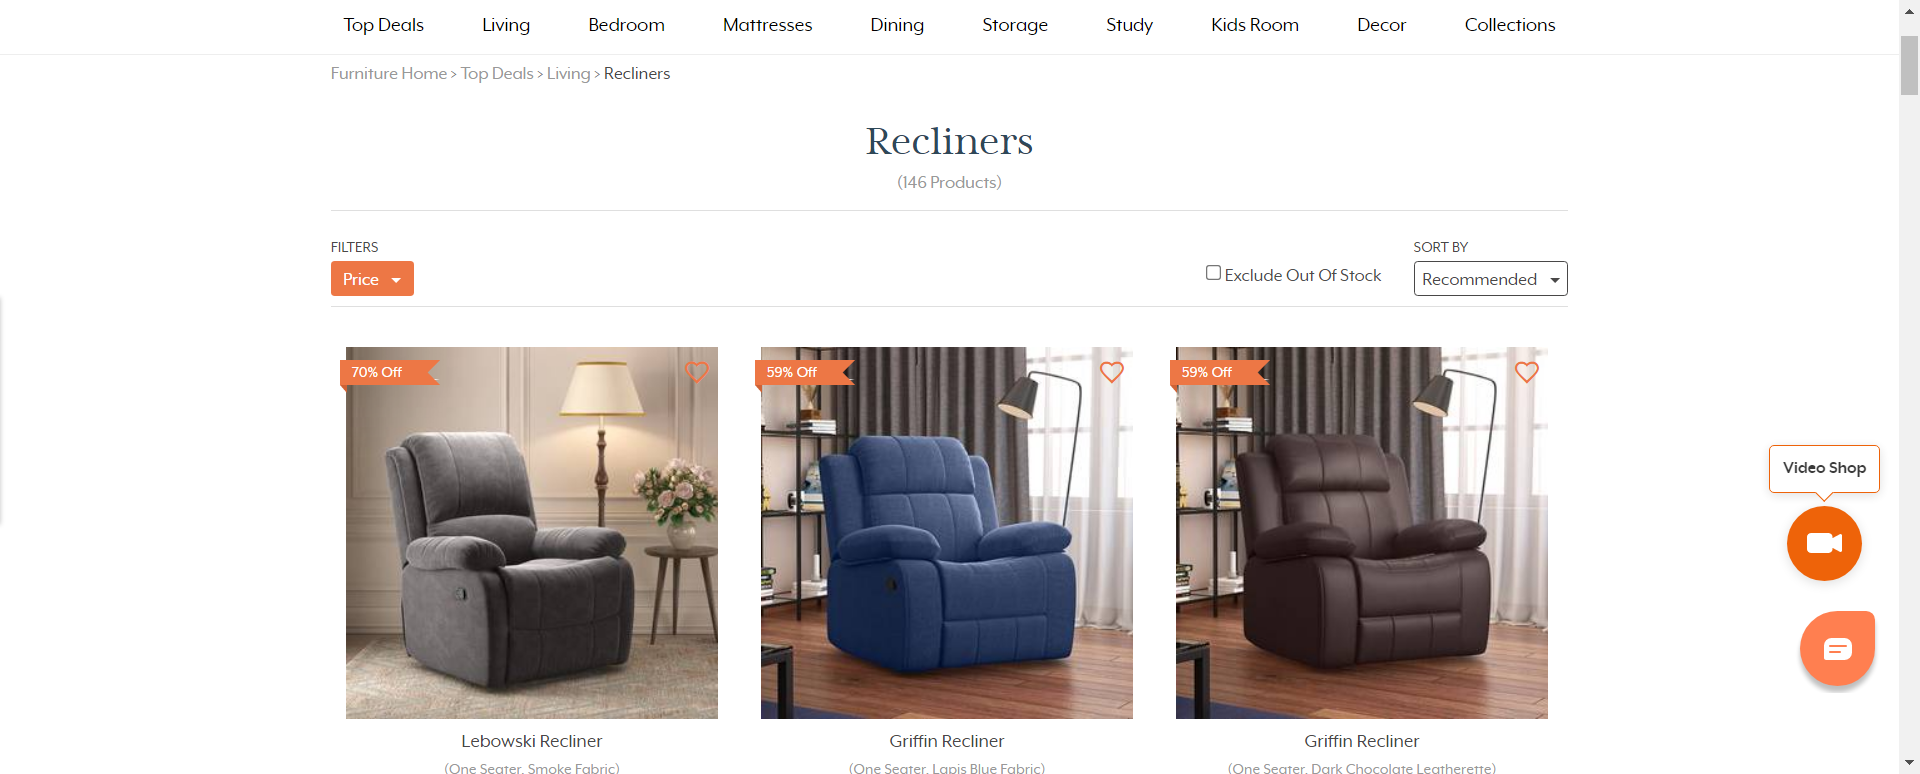 Top Deals Living Bedroom Mattresses Dining Storage Study Kids Room Decor Collections
Furniture Home > Top Deals > Living > Recliners
Recliners
(146 Products)
FILTERS
Price
Exclude Out Of Stock
SORT BY
Recommended
70% Off
59% Off
59% Off
Video Shop
Lebowski Recliner
Griffin Recliner
Griffin Recliner
(One Seater, Smoke Fabric)
(One Seater, Lapis Blue Fabric)
(One Seater, Dark Chocolate Leatherette)